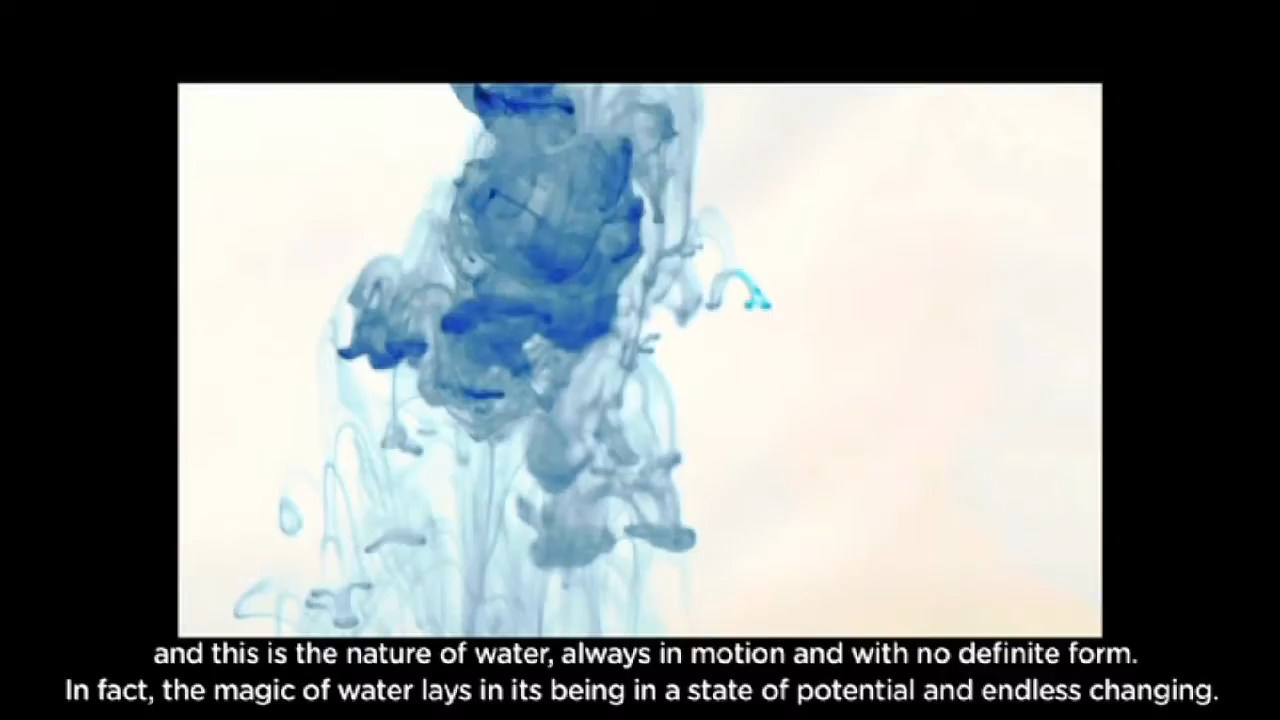 and this is the nature of water, always in motion and with no definite form.
In fact, the magic of water lays in its being in a state of potential and endless changing.